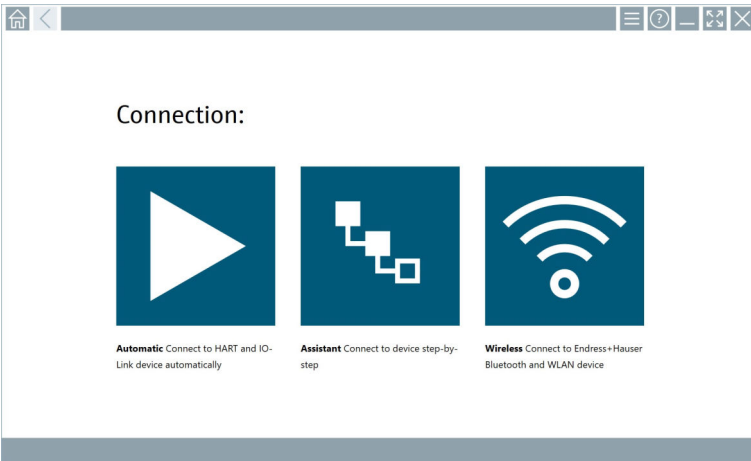 Connection:
Automatic Connect to HART and IO-
Link device automatically
Assistant Connect to device step-by-
step
Wireless Connect to Endress+Hauser
Bluetooth and WLAN device